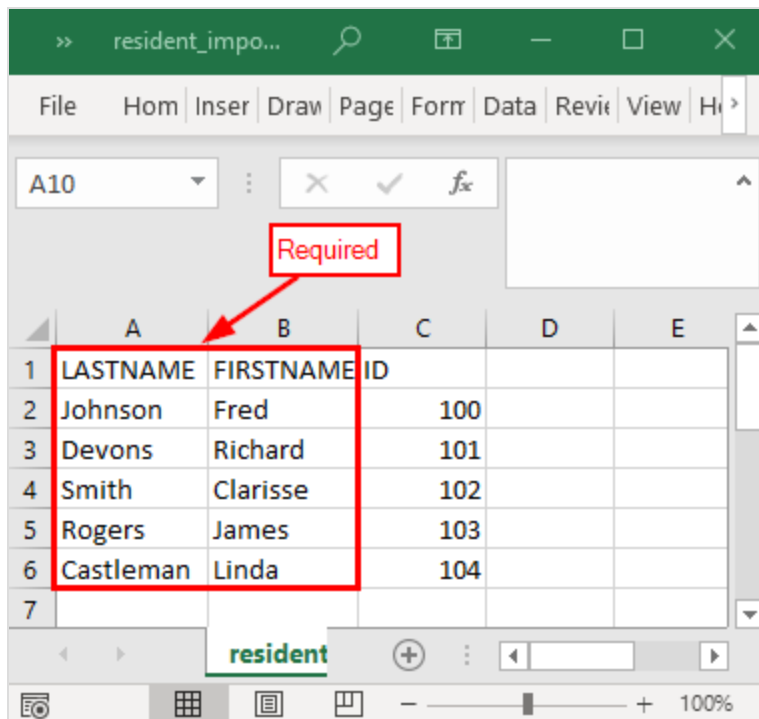 resident_impo...
File Hom Inser Draw Page Form Data Revie View He
A10 fx
Required
A B C D E
1 LASTNAME FIRSTNAME ID
2 Johnson Fred 100
3 Devons Richard 101
4 Smith Clarisse 102
5 Rogers James 103
6 Castleman Linda 104
7
resident
100%